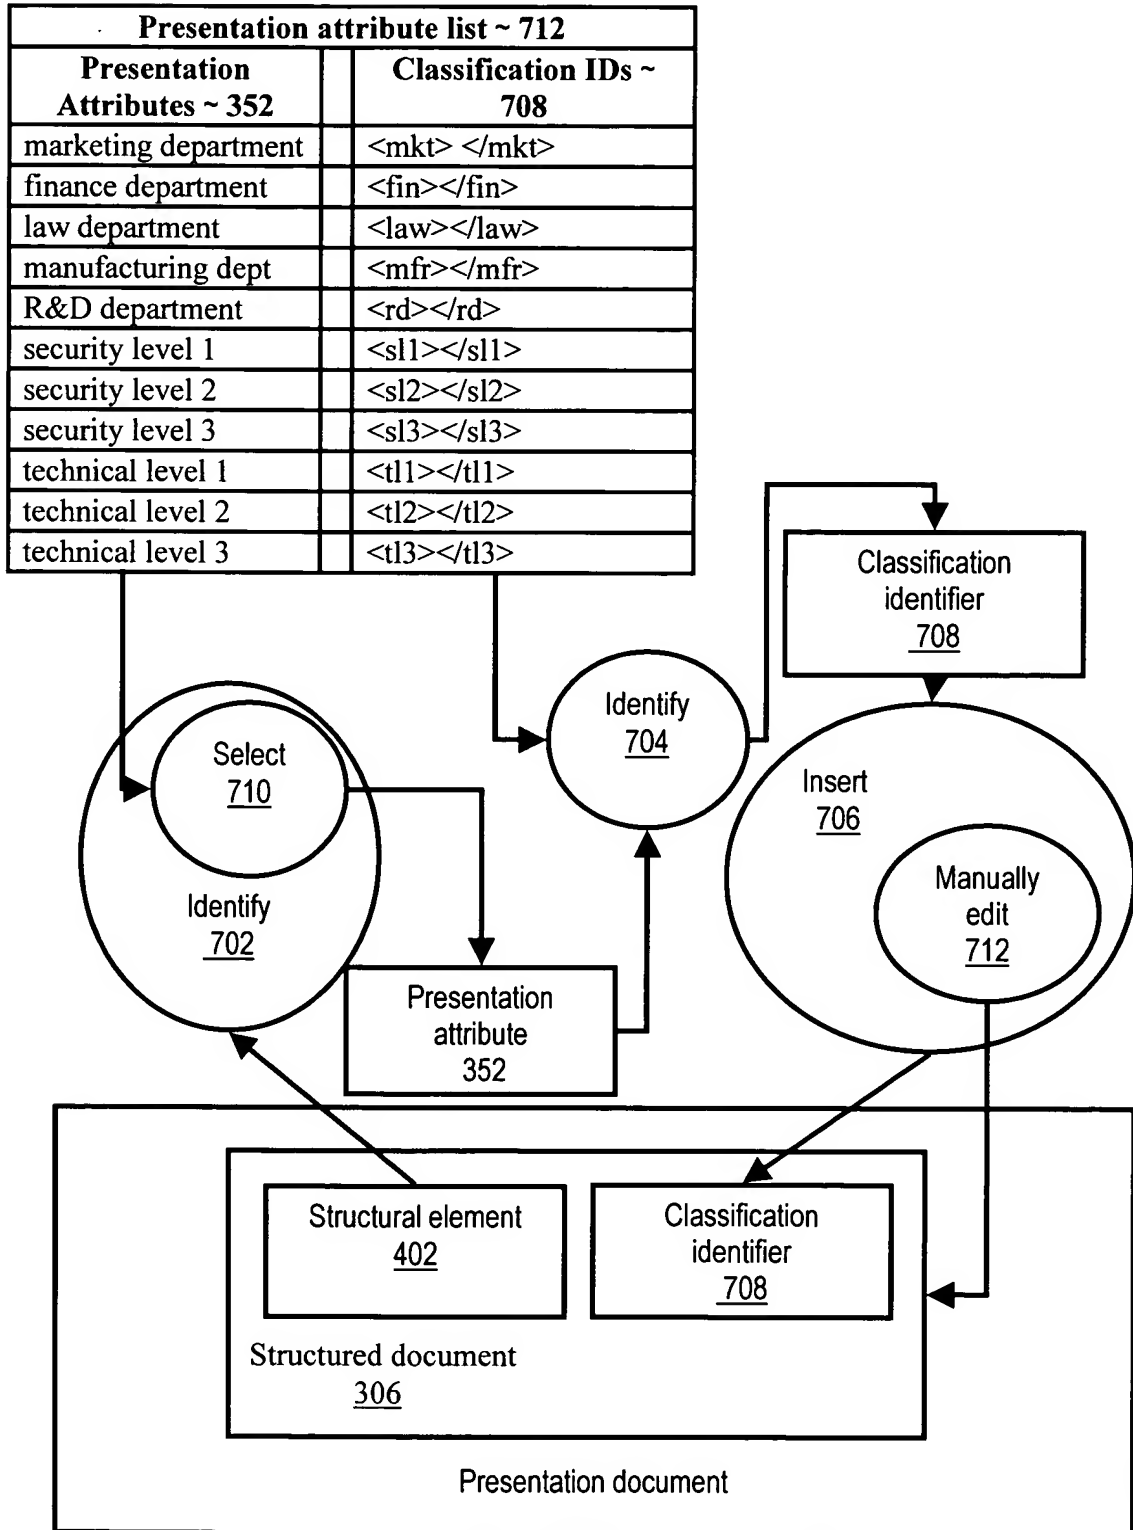 Presentation attribute list ~ 712
Presentation Attributes ~ 352
Classification IDs ~ 708
marketing department <mkt> </mkt>
finance department <fin></fin>
law department <law></law>
manufacturing dept <mfr></mfr>
R&D department <rd></rd>
security level 1 <sl1></sl1>
security level 2 <sl2></sl2>
security level 3 <sl3></sl3>
technical level 1 <tl1></tl1>
technical level 2 <tl2></tl2>
technical level 3 <tl3></tl3>
Classification
identifier
708
Identify
704
Select
710
Insert
706
Manually
edit
712
Identify
702
Presentation
attribute
352
Structural element
402
Classification
identifier
708
Structured document
306
Presentation document